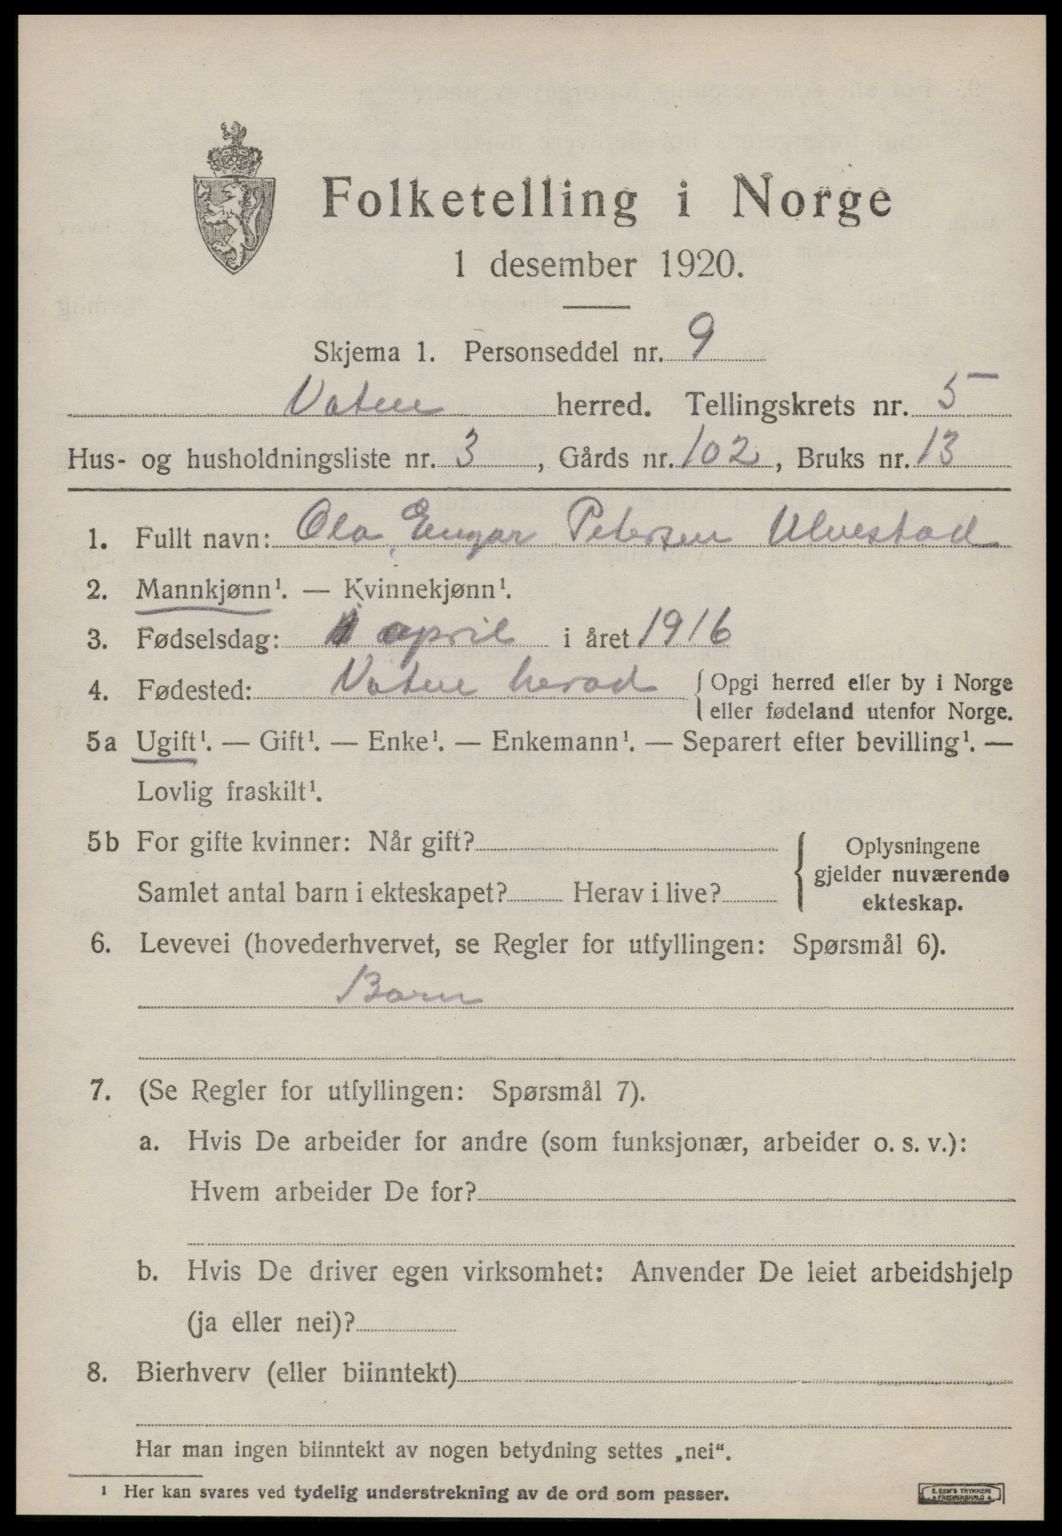 Folketelling i Norge
1 desember 1920.
Skjema 1. Personseddel nr. 9
Vatne herred. Tellingskrets nr. 5
Hus- og husholdningsliste nr. 3, Gårds nr. 102, Bruks nr. 13
1. Fullt navn: Ola Petersen Ulvestad
2. Mannkjønn¹. — Kvinnekjønn¹.
3. Fødselsdag: 1 april i året 1916
4. Fødested: Vatne herad { Opgi herred eller by i Norge
eller fødeland utenfor Norge.
5a Ugift¹. — Gift¹. — Enke¹. — Enkemann¹. — Separert efter bevilling¹. —
Lovlig fraskilt¹.
5b For gifte kvinner: Når gift? { Oplysningene
gjelder nuværende
Samlet antal barn i ekteskapet? Herav i live? ekteskap.
6. Levevei (hovederhvervet, se Regler for utfyllingen: Spørsmål 6).
Barn
7. (Se Regler for utfyllingen: Spørsmål 7).
a. Hvis De arbeider for andre (som funksjonær, arbeider o. s. v.):
Hvem arbeider De for?
b. Hvis De driver egen virksomhet: Anvender De leiet arbeidshjelp
(ja eller nei)?
8. Bierhverv (eller biinntekt)
Har man ingen biinntekt av nogen betydning settes „nei“.
¹ Her kan svares ved tydelig understrekning av de ord som passer.